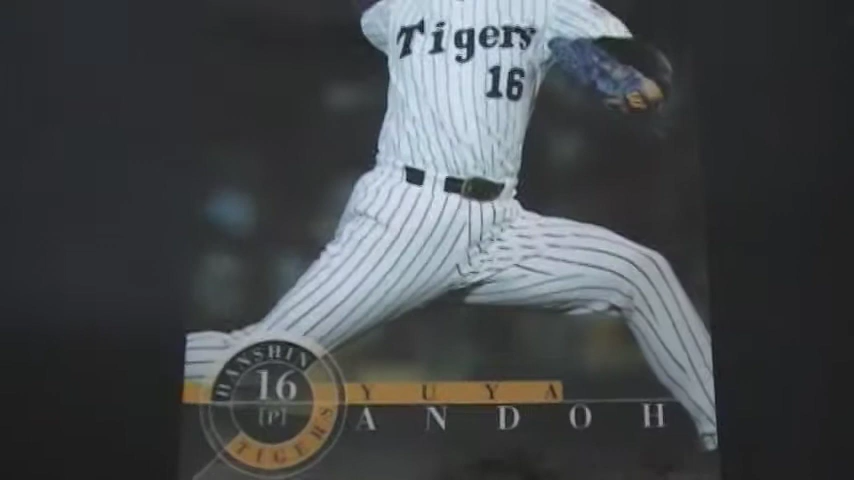 Tigers
16
HANSHIN
16
[P]
TIGERS
YUYA
ANDOH